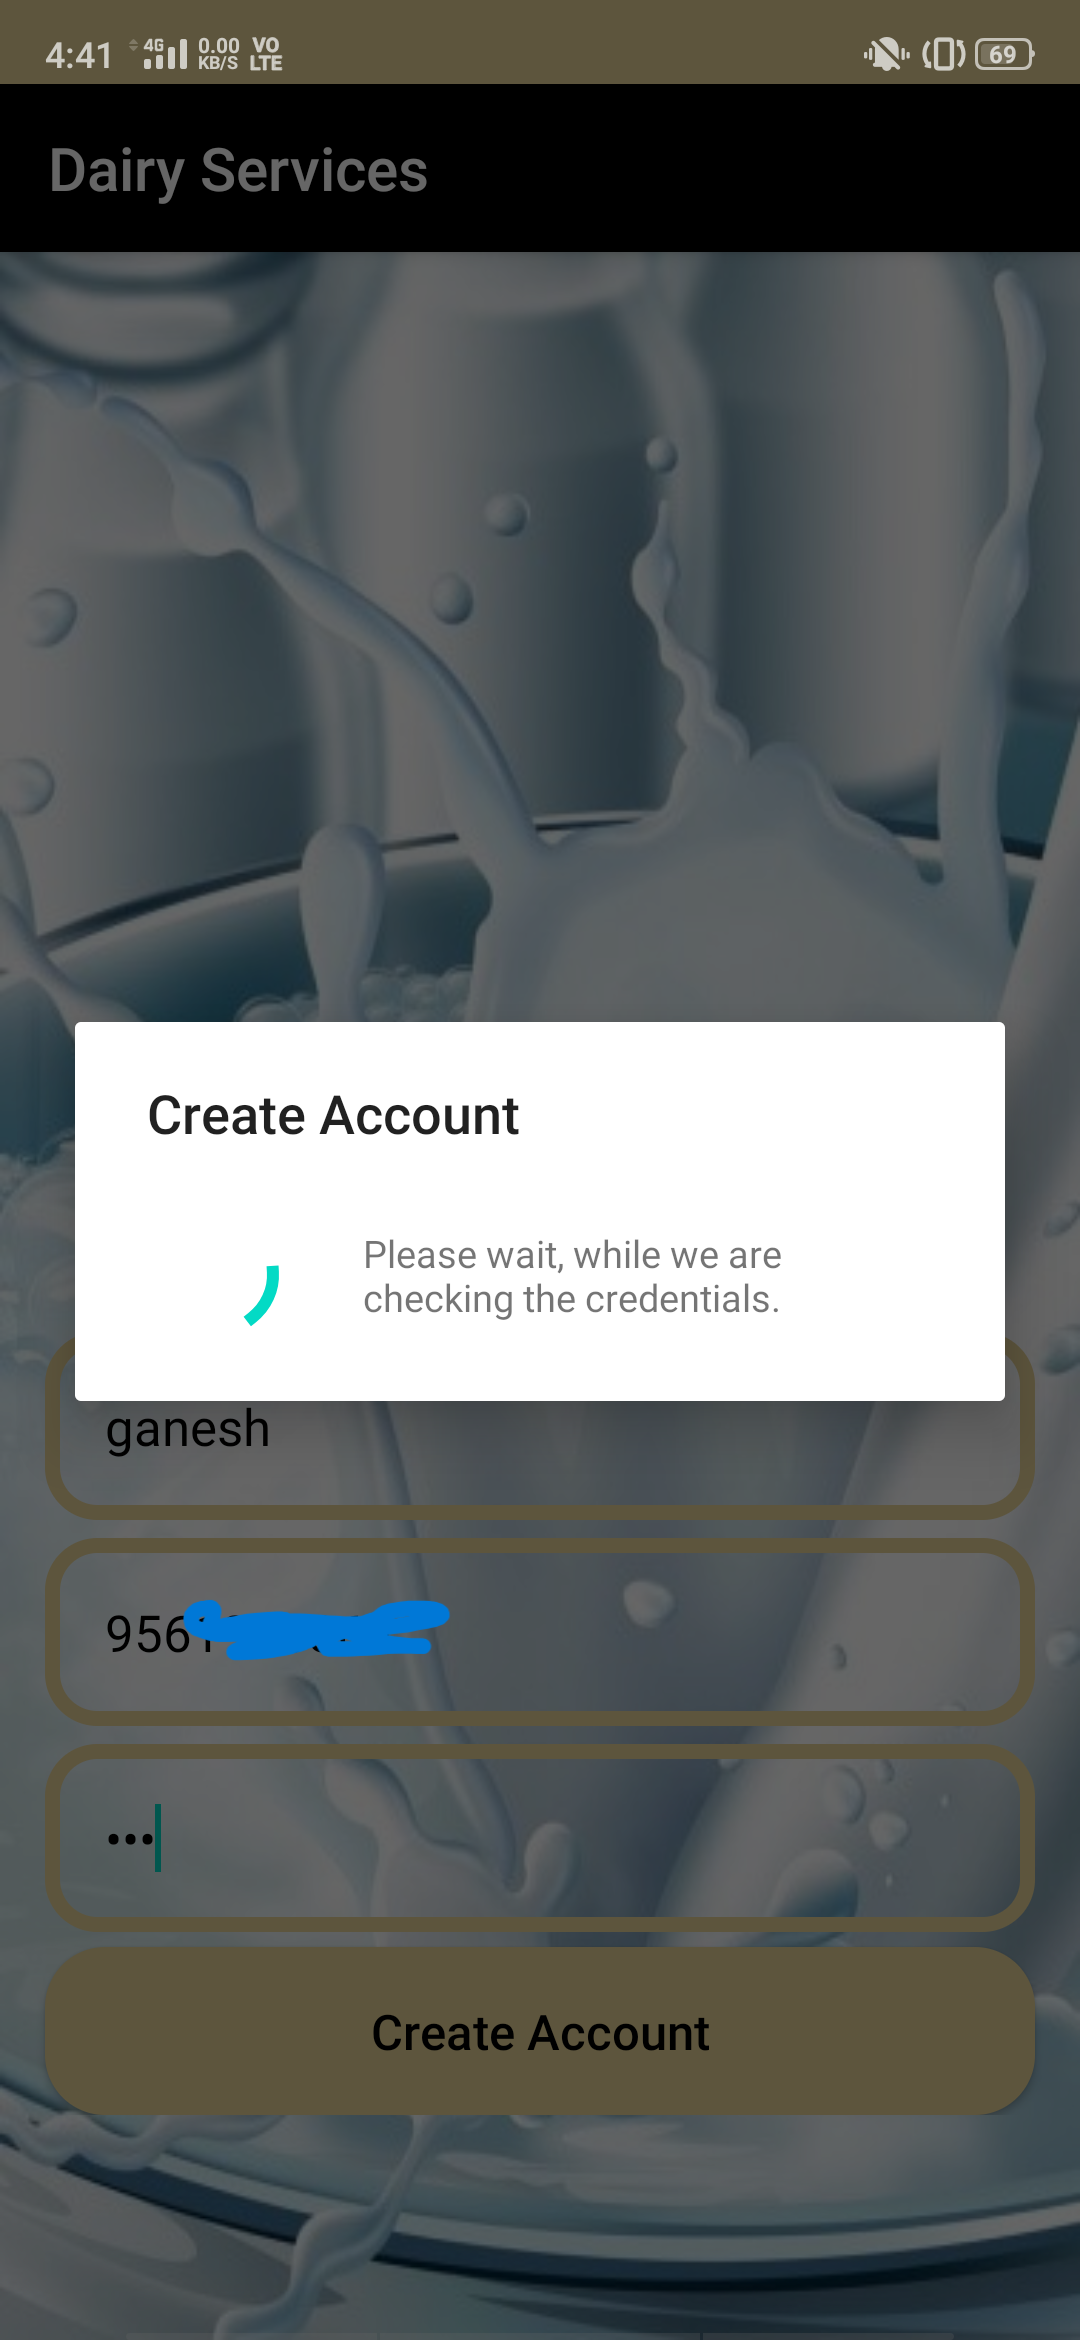 4:41 4G 0.00 KB/S VO LTE 69
Dairy Services
Create Account
Please wait, while we are
checking the credentials.
ganesh
956
•••
Create Account